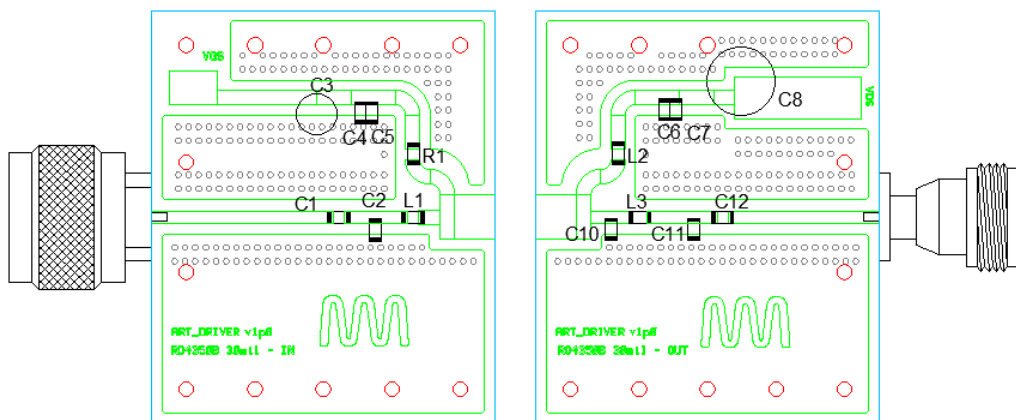 VGS
C3
C4 C5
R1
C1
C2
L1
ART_DRIVER v1p0
RO4350B 30mil - IN
C8
VDS
C6 C7
L2
L3
C12
C10
C11
ART_DRIVER v1p0
RO4350B 30mil - OUT